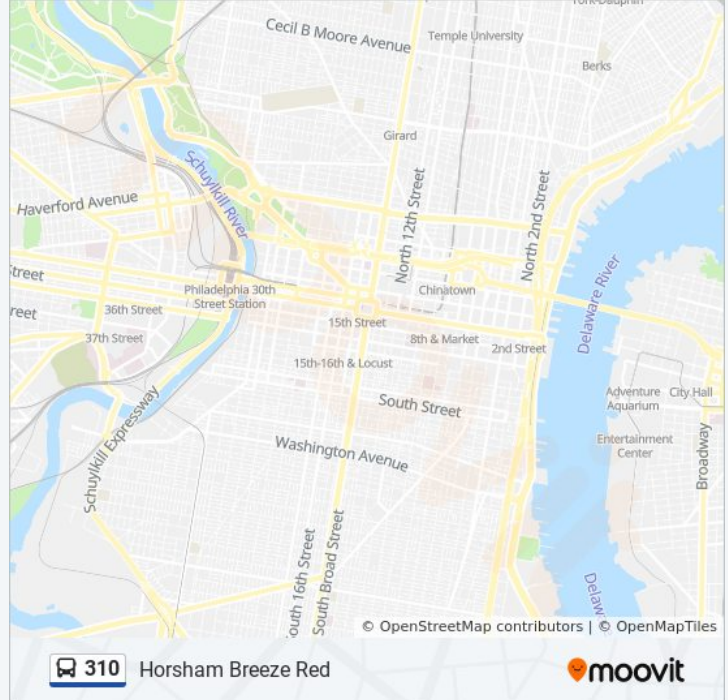 York-Dauphin
Cecil B Moore Avenue
Temple University
Berks
Girard
Schuylkill River
Haverford Avenue
North 12th Street
North 2nd Street
Delaware River
Philadelphia 30th
Street Station
Chinatown
Street
36th Street
15th Street
reet
37th Street
8th & Market
2nd Street
15th-16th & Locust
Adventure
Aquarium
City Hall
South Street
Schuylkill Expressway
Washington Avenue
Entertainment
Center
Broadway
outh 16th Street
South Broad Street
Delaw
© OpenStreetMap contributors | © OpenMapTiles
310 Horsham Breeze Red
moovit